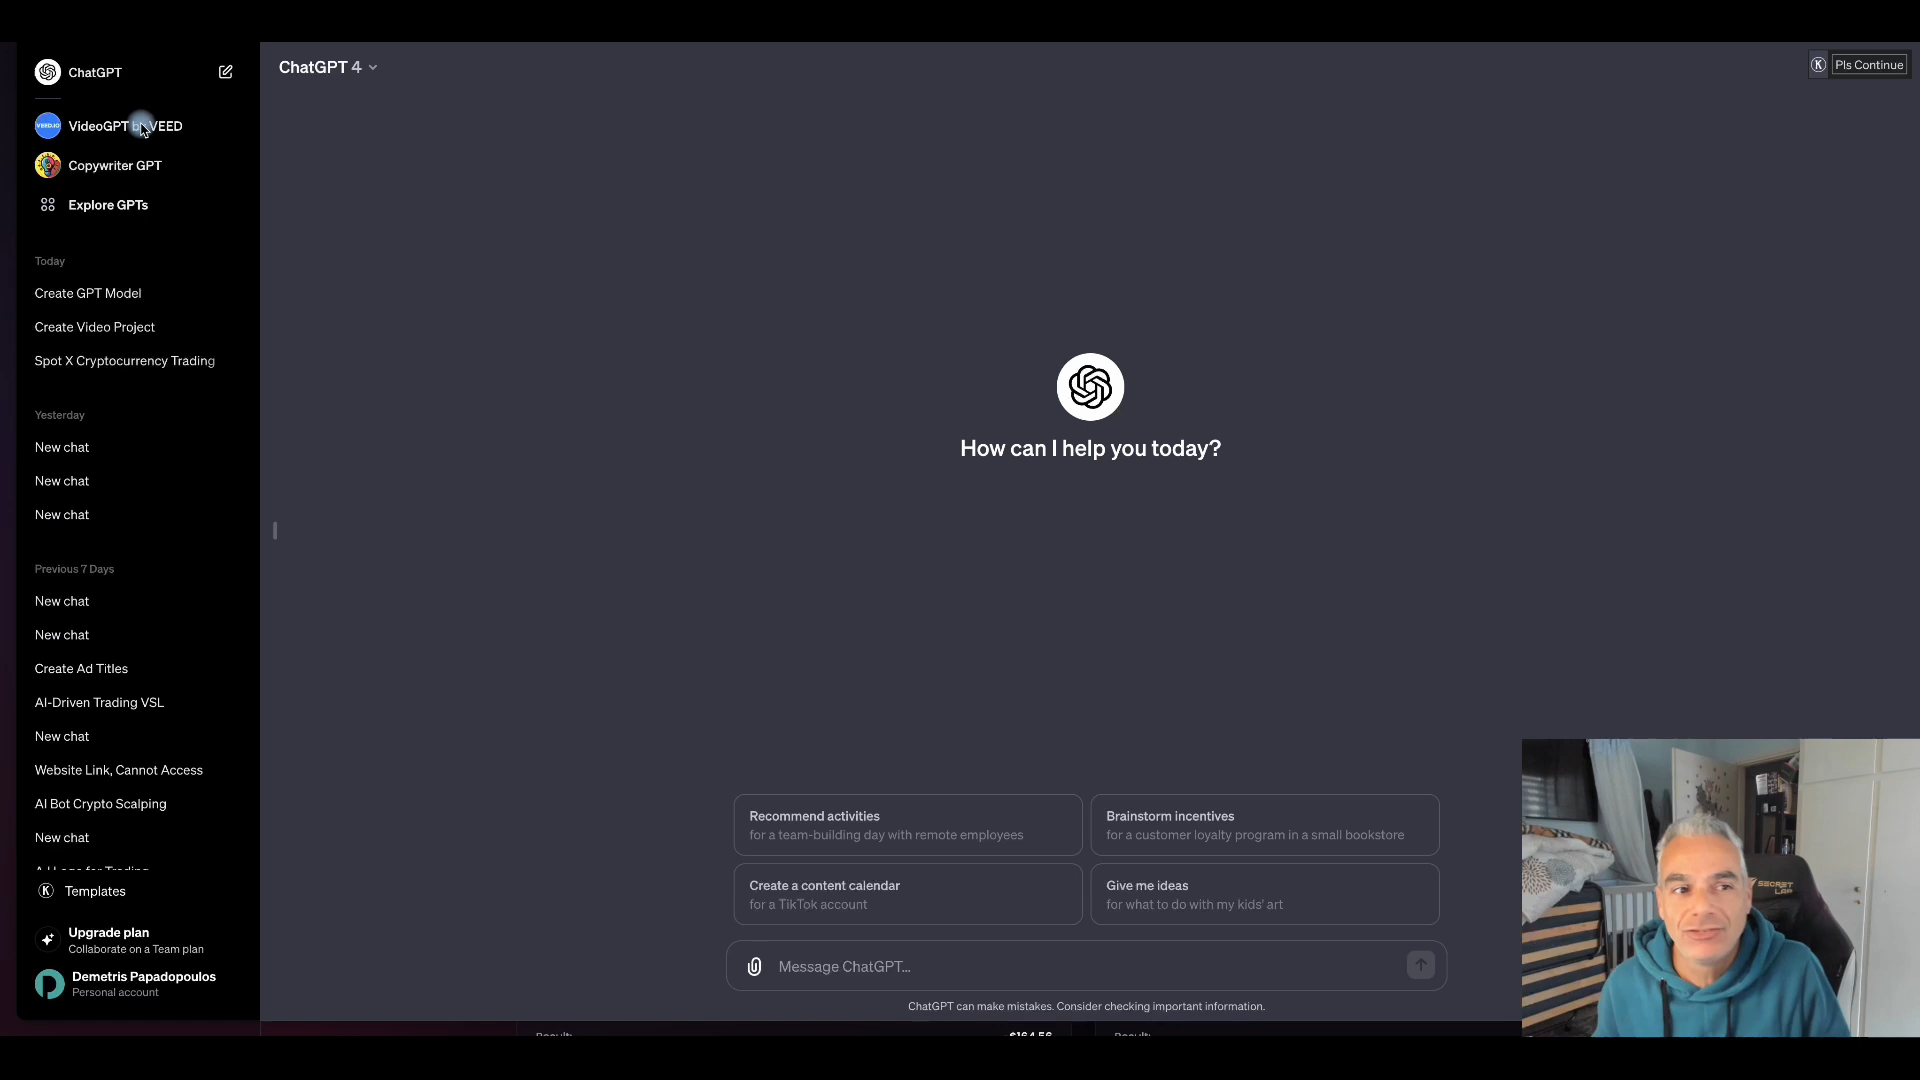 ChatGPT
VEED.IO
VideoGPT by VEED
Copywriter GPT
Explore GPTs
Today
Create GPT Model
Create Video Project
Spot X Cryptocurrency Trading
Yesterday
New chat
New chat
New chat
Previous 7 Days
New chat
New chat
Create Ad Titles
AI-Driven Trading VSL
New chat
Website Link, Cannot Access
AI Bot Crypto Scalping
New chat
K Templates
Upgrade plan
Collaborate on a Team plan
Demetris Papadopoulos
Personal account
ChatGPT 4
K Pls Continue
How can I help you today?
Recommend activities
for a team-building day with remote employees
Brainstorm incentives
for a customer loyalty program in a small bookstore
Create a content calendar
for a TikTok account
Give me ideas
for what to do with my kids' art
Message ChatGPT...
ChatGPT can make mistakes. Consider checking important information.
SECRET
LAB